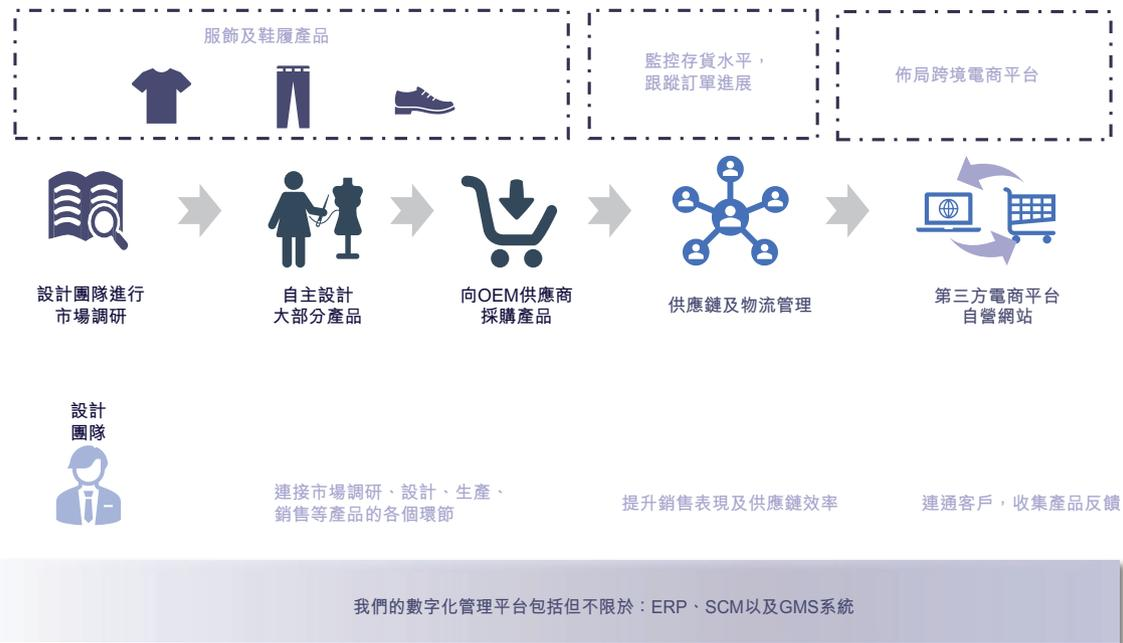 服飾及鞋履產品
監控存貨水平，
跟蹤訂單進展
佈局跨境電商平台
設計團隊進行
市場調研
自主設計
大部分產品
向OEM供應商
採購產品
供應鏈及物流管理
第三方電商平台
自營網站
設計
團隊
連接市場調研、設計、生產、
銷售等產品的各個環節
提升銷售表現及供應鏈效率
連通客戶，收集產品反饋
我們的數字化管理平台包括但不限於：ERP、SCM以及GMS系統